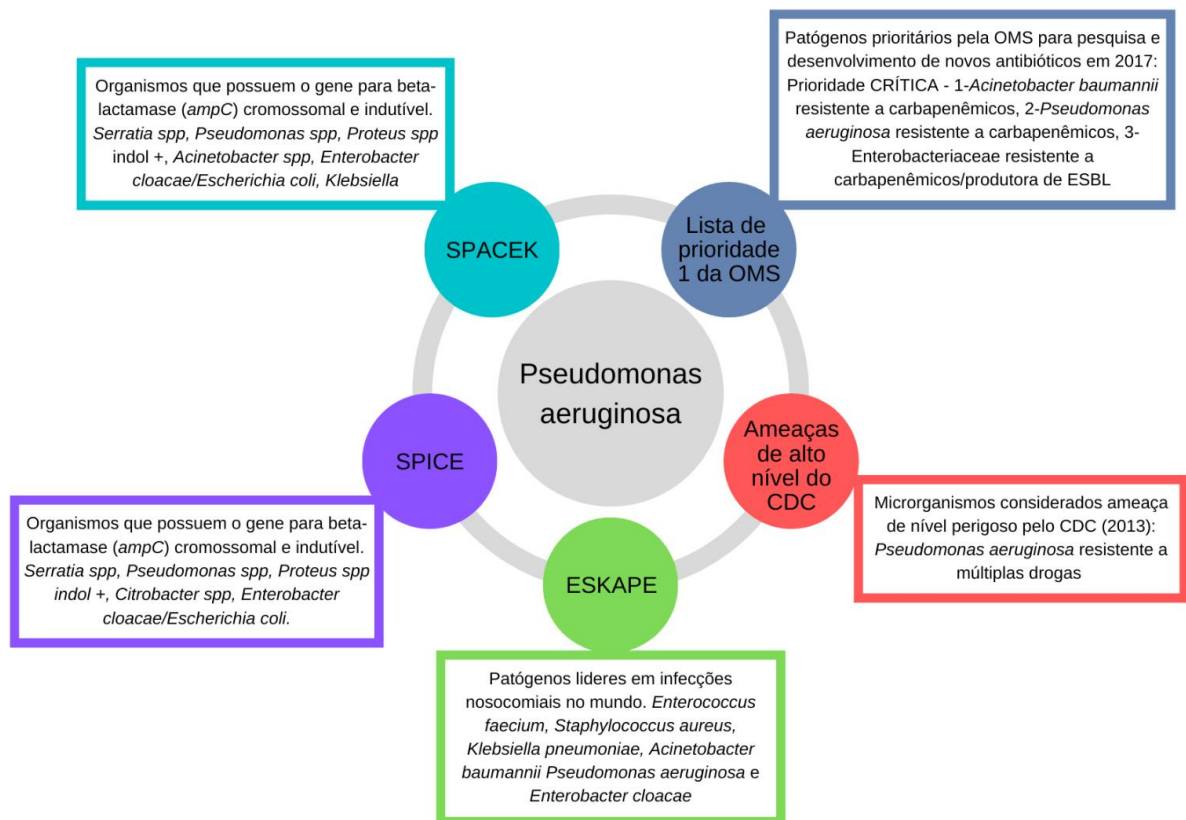 Patógenos prioritários pela OMS para pesquisa e
desenvolvimento de novos antibióticos em 2017:
Prioridade CRÍTICA - 1-Acinetobacter baumannii
resistente a carbapenêmicos, 2-Pseudomonas
aeruginosa resistente a carbapenêmicos, 3-
Enterobacteriaceae resistente a
carbapenêmicos/produtora de ESBL
Organismos que possuem o gene para beta-
lactamase (ampC) cromossomal e indutível.
Serratia spp, Pseudomonas spp, Proteus spp
indol +, Acinetobacter spp, Enterobacter
cloacae/Escherichia coli, Klebsiella
SPACEK
Lista de
prioridade
1 da OMS
Pseudomonas
aeruginosa
SPICE
Ameaças
de alto
nível do
CDC
Organismos que possuem o gene para beta-
lactamase (ampC) cromossomal e indutível.
Serratia spp, Pseudomonas spp, Proteus spp
indol +, Citrobacter spp, Enterobacter
cloacae/Escherichia coli.
Microrganismos considerados ameaça
de nível perigoso pelo CDC (2013):
Pseudomonas aeruginosa resistente a
múltiplas drogas
ESKAPE
Patógenos lideres em infecções
nosocomiais no mundo. Enterococcus
faecium, Staphylococcus aureus,
Klebsiella pneumoniae, Acinetobacter
baumannii Pseudomonas aeruginosa e
Enterobacter cloacae